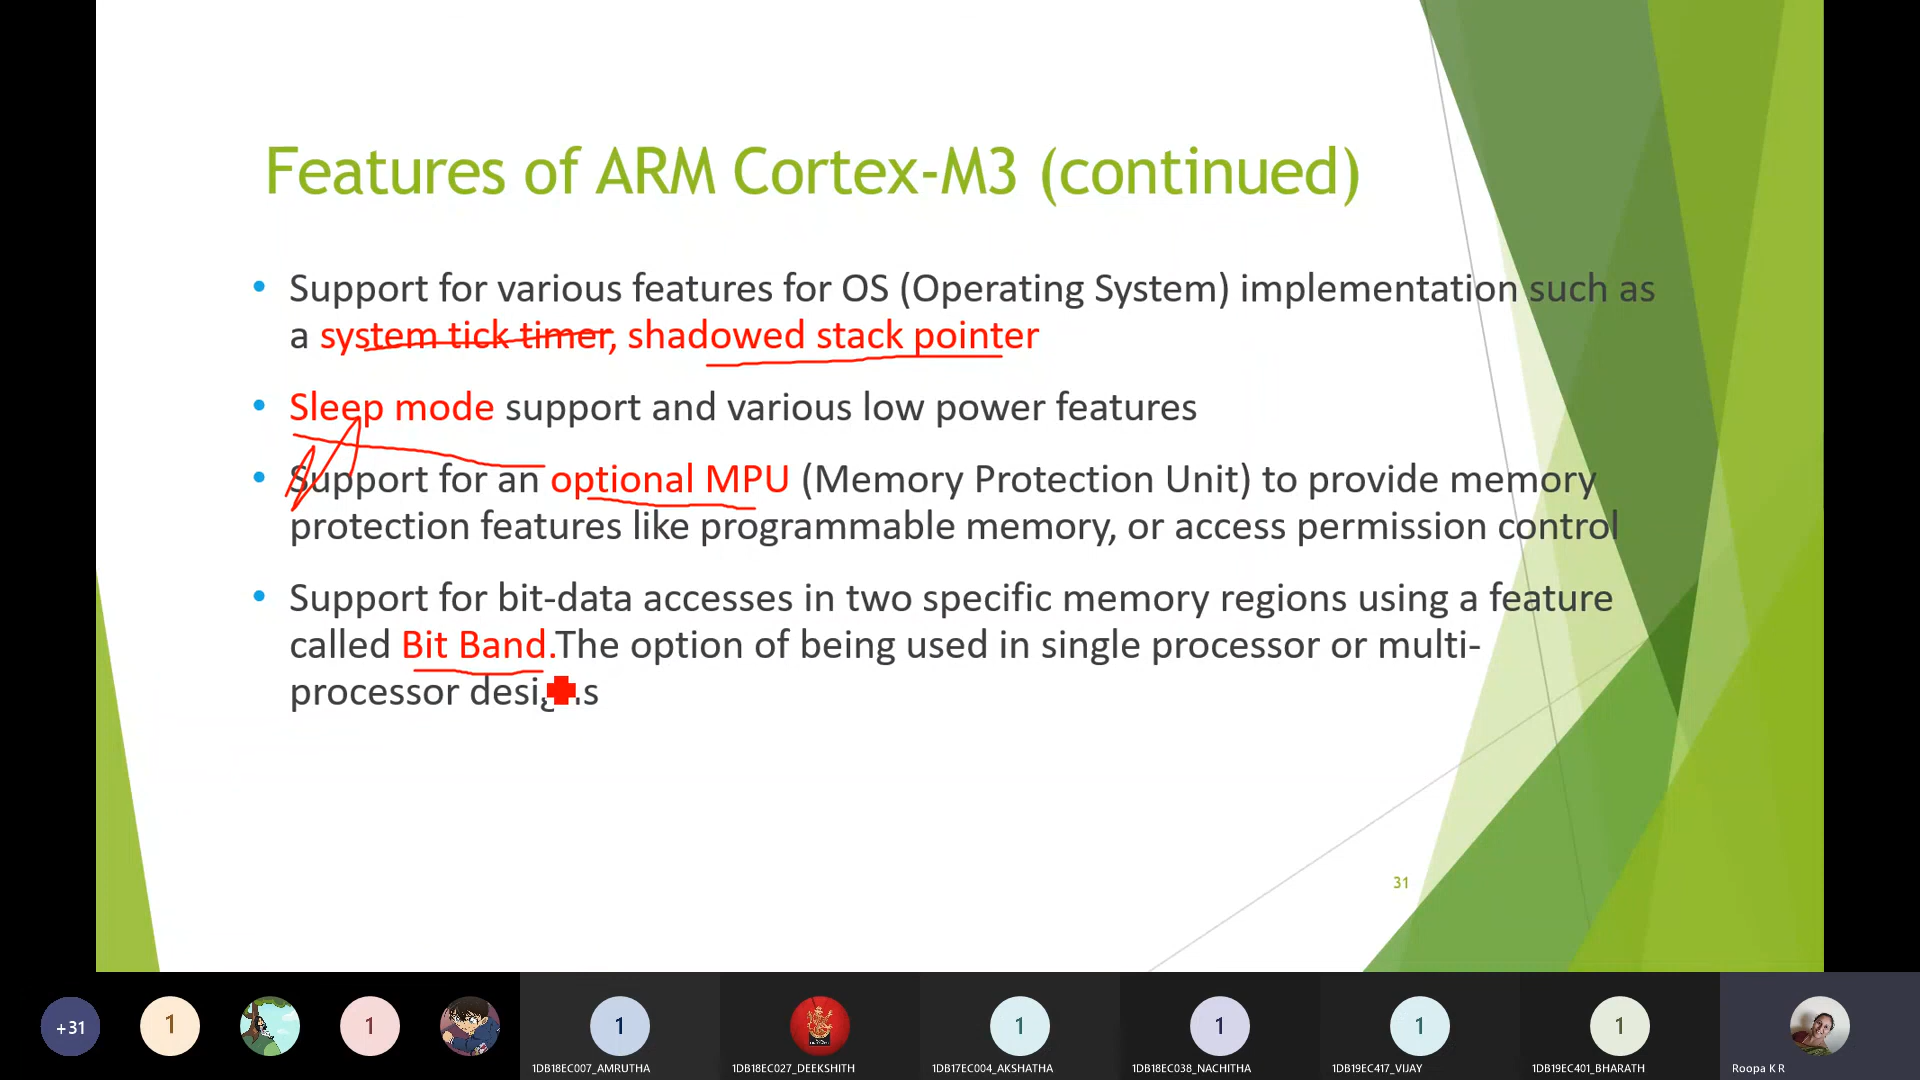 Features of ARM Cortex-M3 (continued)
• Support for various features for OS (Operating System) implementation such as
a system tick timer, shadowed stack pointer
• Sleep mode support and various low power features
• Support for an optional MPU (Memory Protection Unit) to provide memory
protection features like programmable memory, or access permission control
• Support for bit-data accesses in two specific memory regions using a feature
called Bit Band.The option of being used in single processor or multi-
processor designs
31
+31
1
1
1
1
1
1
1
1DB18EC007_AMRUTHA
1DB18EC027_DEEKSHITH
1DB17EC004_AKSHATHA
1DB18EC038_NACHITHA
1DB19EC417_VIJAY
1DB19EC401_BHARATH
Roopa K R